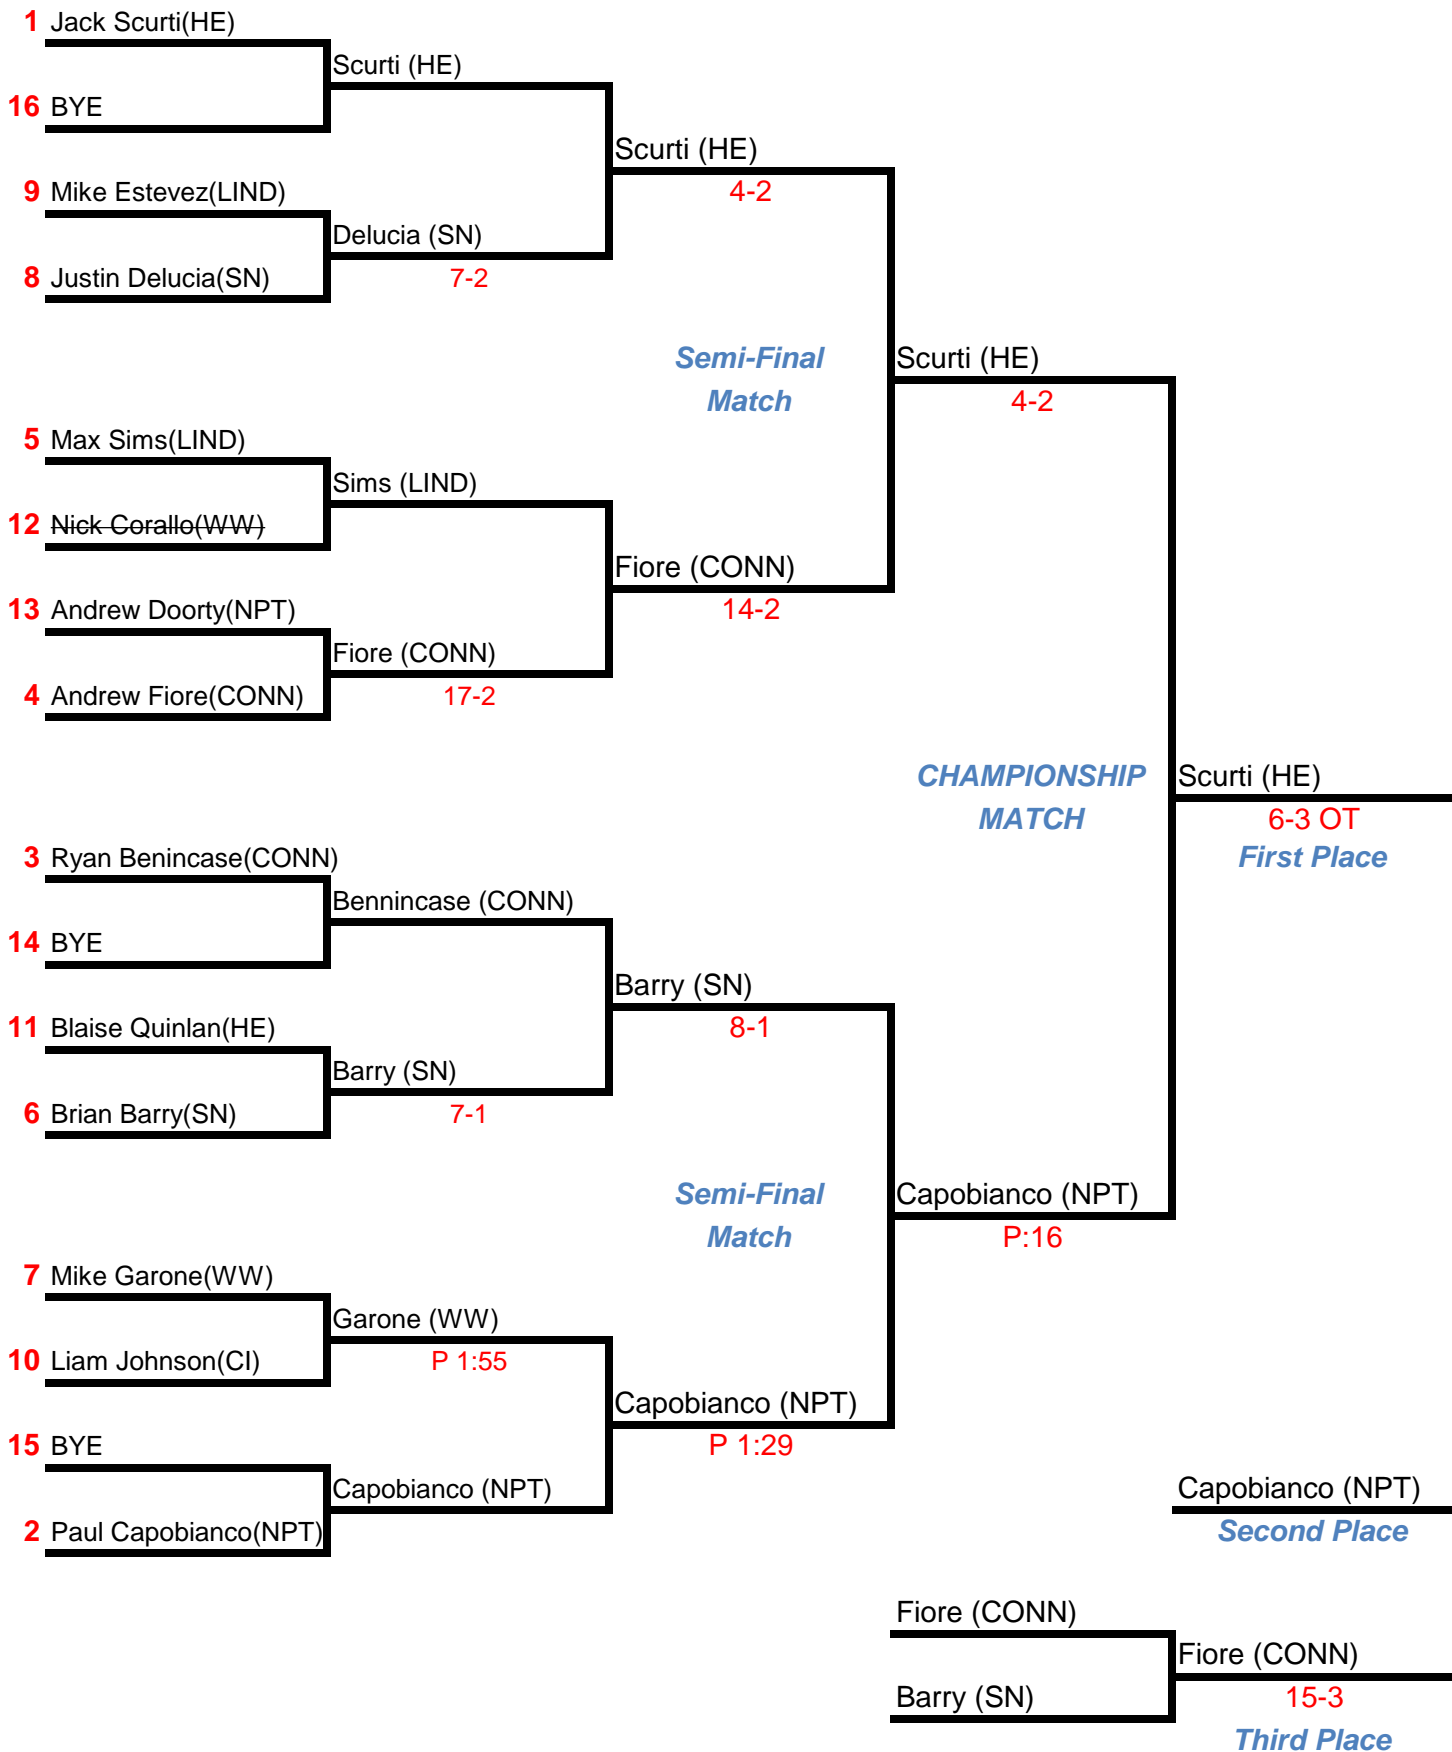 1 Jack Scurti(HE)
Scurti (HE)
16 BYE
Scurti (HE)
4-2
9 Mike Estevez(LIND)
Delucia (SN)
7-2
8 Justin Delucia(SN)
Semi-Final
Match
Scurti (HE)
4-2
5 Max Sims(LIND)
Sims (LIND)
12 Nick Corallo(WW)
Fiore (CONN)
14-2
13 Andrew Doorty(NPT)
Fiore (CONN)
17-2
4 Andrew Fiore(CONN)
CHAMPIONSHIP
MATCH
Scurti (HE)
6-3 OT
First Place
3 Ryan Benincase(CONN)
Bennincase (CONN)
14 BYE
Barry (SN)
8-1
11 Blaise Quinlan(HE)
Barry (SN)
7-1
6 Brian Barry(SN)
Semi-Final
Match
Capobianco (NPT)
P:16
7 Mike Garone(WW)
Garone (WW)
P 1:55
10 Liam Johnson(CI)
Capobianco (NPT)
P 1:29
15 BYE
Capobianco (NPT)
2 Paul Capobianco(NPT)
Capobianco (NPT)
Second Place
Fiore (CONN)
Fiore (CONN)
15-3
Barry (SN)
Third Place